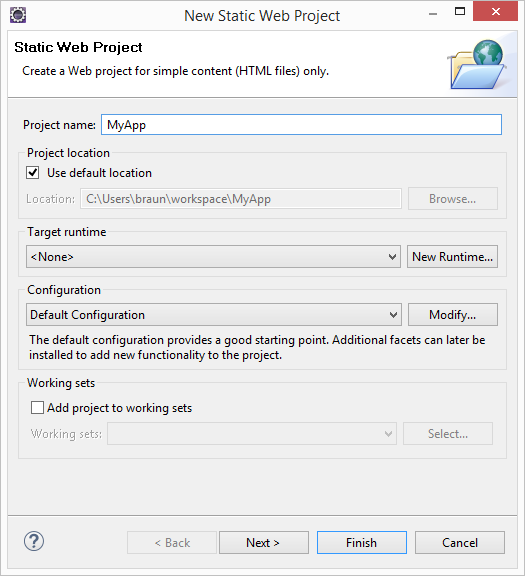 New Static Web Project
Static Web Project
Create a Web project for simple content (HTML files) only.
Project name: MyApp
Project location
Use default location
Location: C:\Users\braun\workspace\MyApp Browse...
Target runtime
<None> New Runtime...
Configuration
Default Configuration Modify...
The default configuration provides a good starting point. Additional facets can later be
installed to add new functionality to the project.
Working sets
Add project to working sets
Working sets: Select...
? < Back Next > Finish Cancel